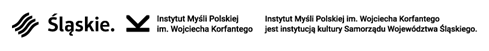 Śląskie.
Instytut Myśli Polskiej
im. Wojciecha Korfantego
Instytut Myśli Polskiej im. Wojciecha Korfantego
jest instytucją kultury Samorządu Województwa Śląskiego.